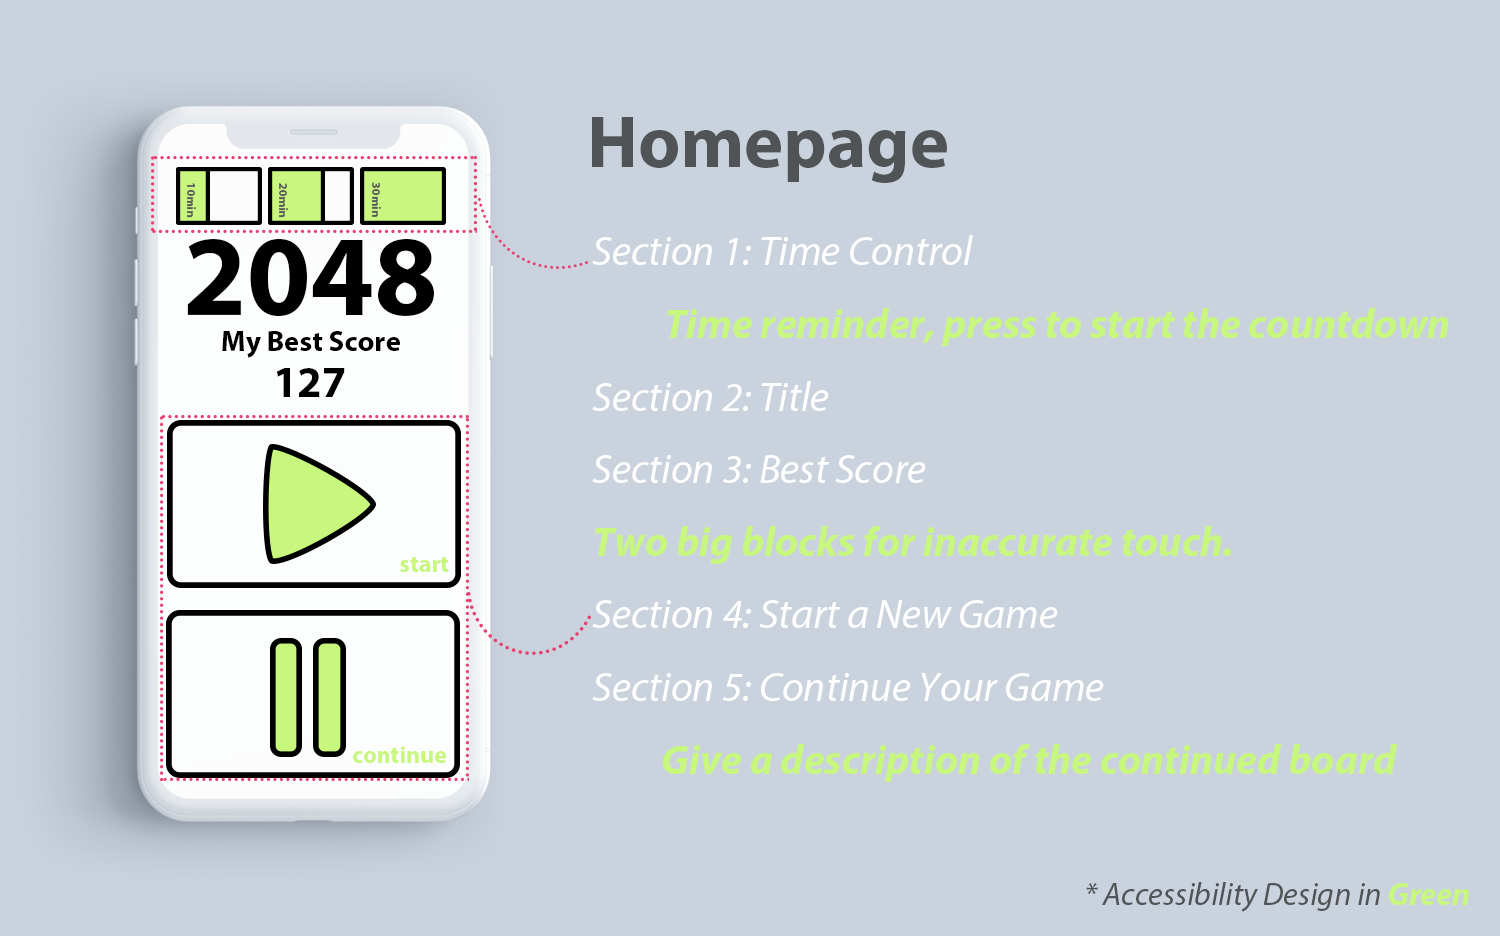 10min
20min
30min
2048
My Best Score
127
start
continue
Homepage
Section 1: Time Control
Time reminder, press to start the countdown
Section 2: Title
Section 3: Best Score
Two big blocks for inaccurate touch.
Section 4: Start a New Game
Section 5: Continue Your Game
Give a description of the continued board
* Accessibility Design in Green